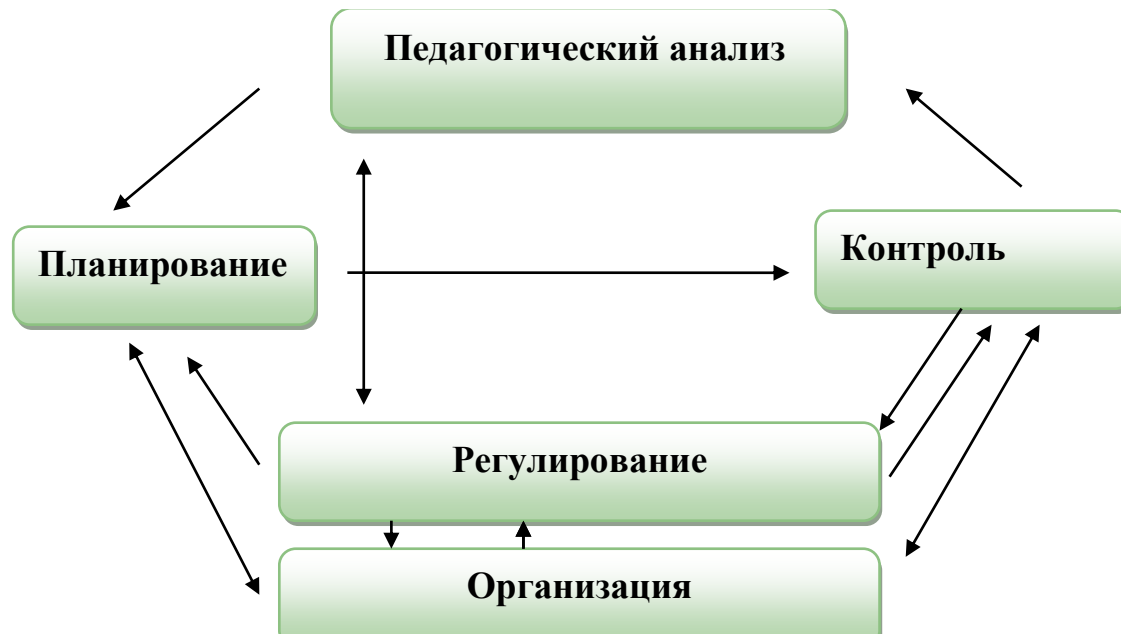 Педагогический анализ
Планирование
Контроль
Регулирование
Организация